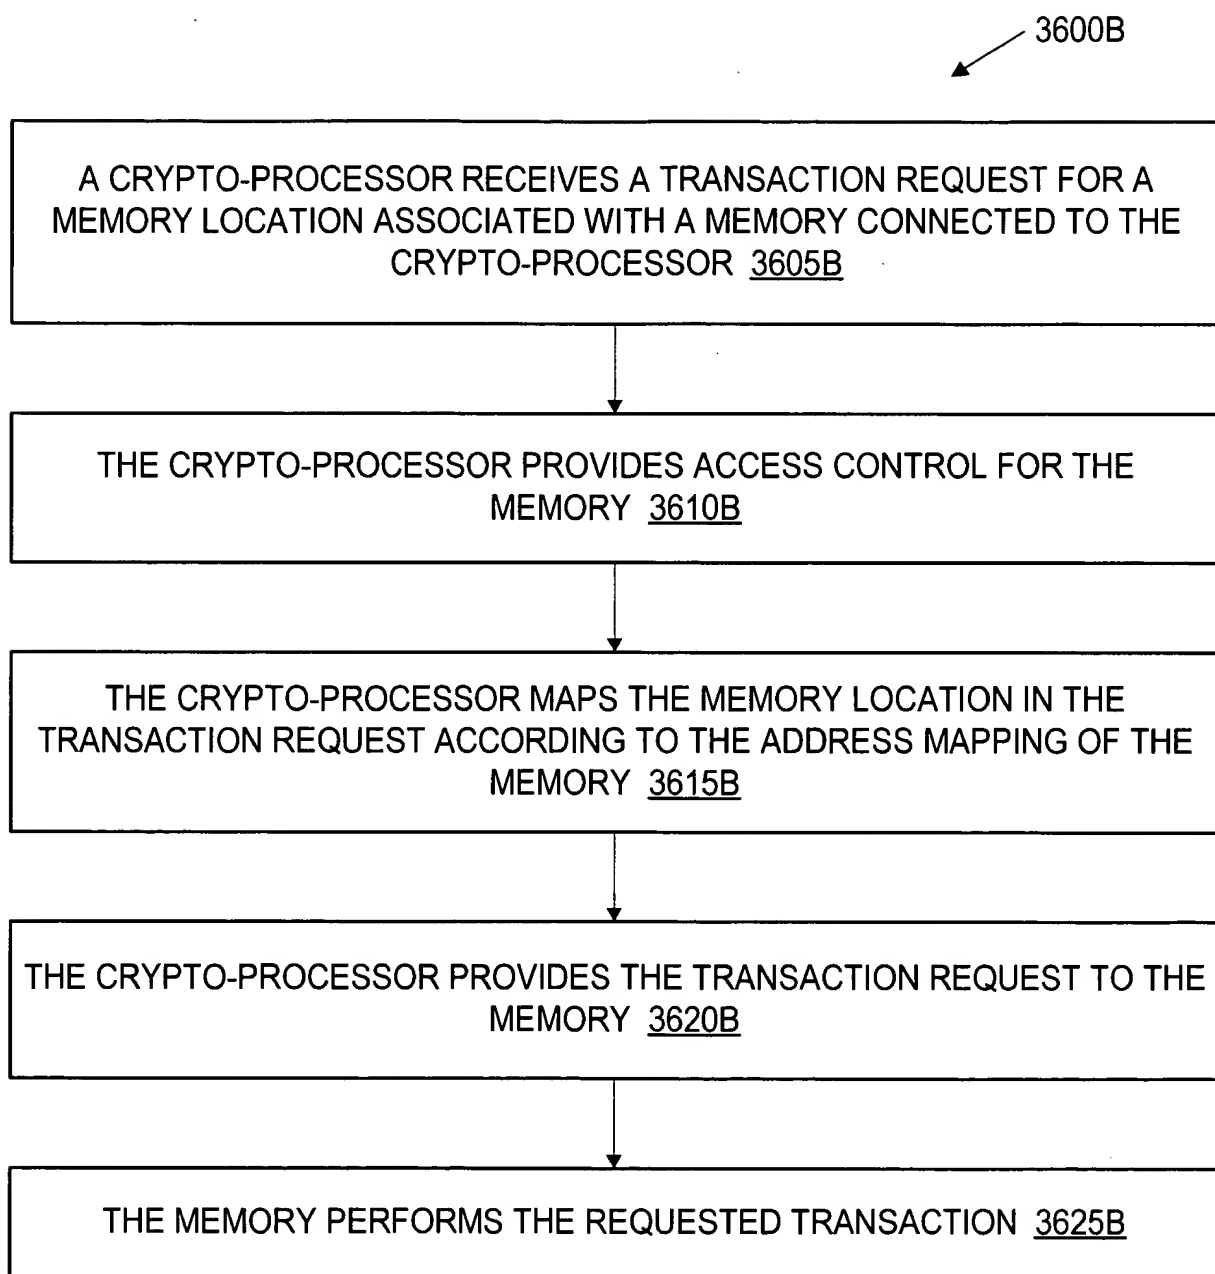 3600B
A CRYPTO-PROCESSOR RECEIVES A TRANSACTION REQUEST FOR A
MEMORY LOCATION ASSOCIATED WITH A MEMORY CONNECTED TO THE
CRYPTO-PROCESSOR 3605B
THE CRYPTO-PROCESSOR PROVIDES ACCESS CONTROL FOR THE
MEMORY 3610B
THE CRYPTO-PROCESSOR MAPS THE MEMORY LOCATION IN THE
TRANSACTION REQUEST ACCORDING TO THE ADDRESS MAPPING OF THE
MEMORY 3615B
THE CRYPTO-PROCESSOR PROVIDES THE TRANSACTION REQUEST TO THE
MEMORY 3620B
THE MEMORY PERFORMS THE REQUESTED TRANSACTION 3625B